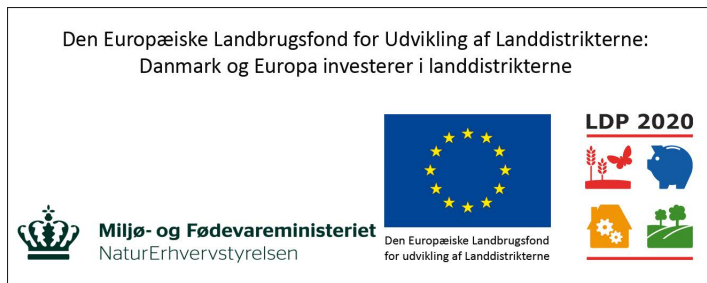 Den Europæiske Landbrugsfond for Udvikling af Landdistrikterne:
Danmark og Europa investerer i landdistrikterne
LDP 2020
Miljø- og Fødevareministeriet
NaturErhvervstyrelsen
Den Europæiske Landbrugsfond
for udvikling af Landdistrikterne